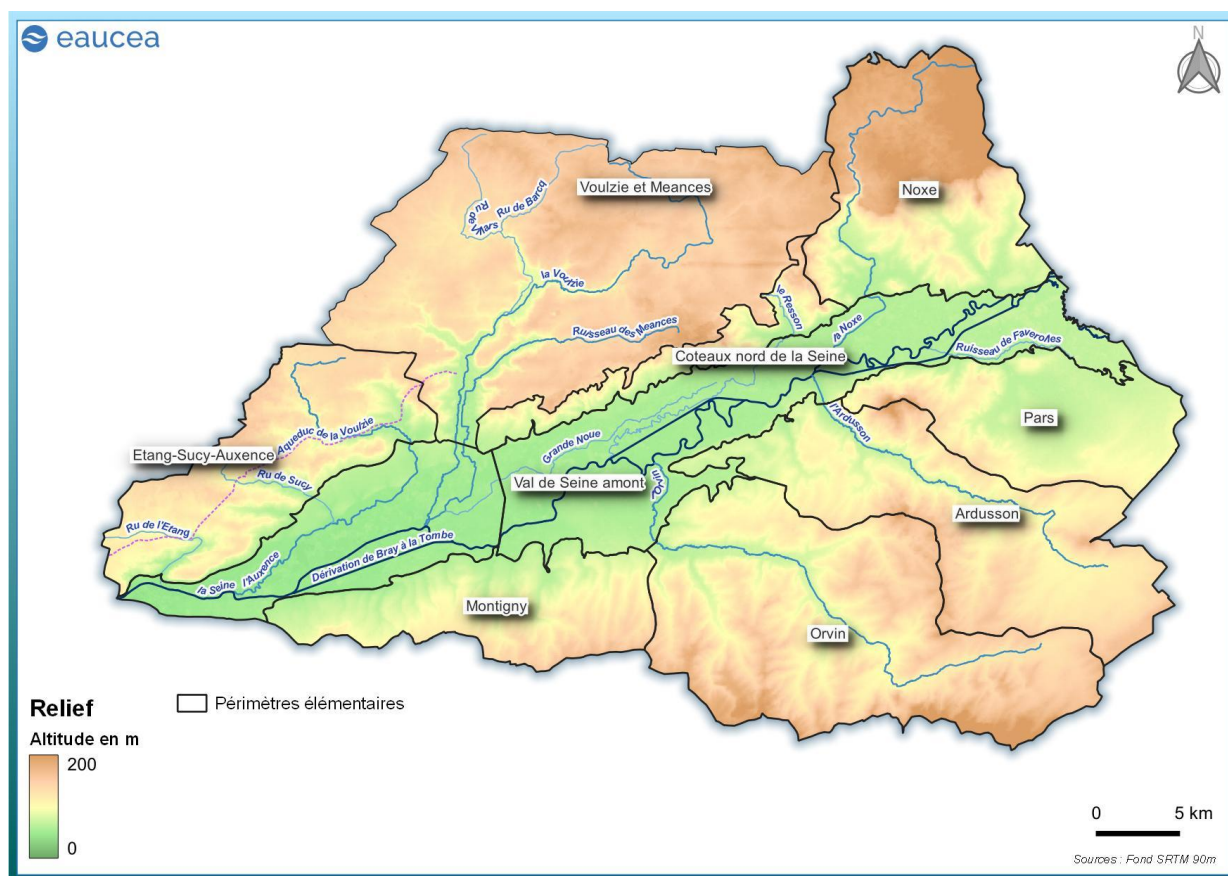 eaucea
N
Noxe
Voulzie et Meances
Ru de Barcq
Ru de Vilars
la Voulzie
le Resson
Ruisseau des Meances
la Noxe
Coteaux nord de la Seine
Ruisseau de Faverolles
Pars
l'Ardusson
Aqueduc de la Voulzie
Etang-Sucy-Auxence
Grande Noue
Ru de Sucy
Val de Seine amont
l'Orvin
Ardusson
Ru de l'Etang
Dérivation de Bray à la Tombe
l'Auxence
la Seine
Montigny
Orvin
Relief
Périmètres élémentaires
Altitude en m
200
0
0 5 km
Sources : Fond SRTM 90m